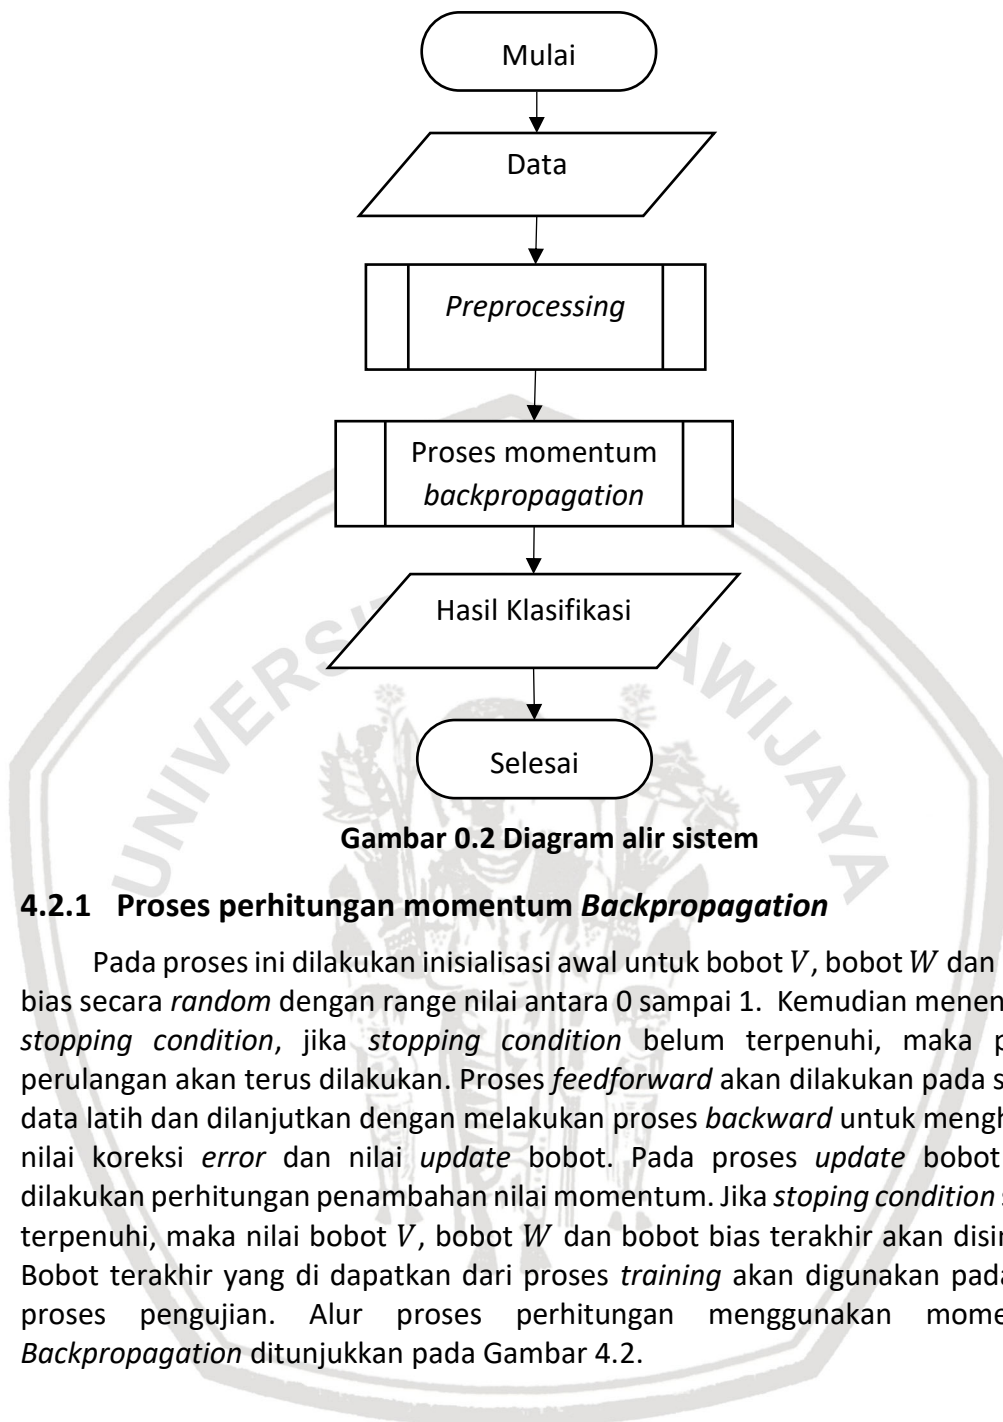 Mulai
Data
Preprocessing
Proses momentum
backpropagation
Hasil Klasifikasi
Selesai
Gambar 0.2 Diagram alir sistem
4.2.1 Proses perhitungan momentum Backpropagation
Pada proses ini dilakukan inisialisasi awal untuk bobot V, bobot W dan
bias secara random dengan range nilai antara 0 sampai 1. Kemudian
stopping condition, jika stopping condition belum terpenuhi, maka
perulangan akan terus dilakukan. Proses feedforward akan dilakukan pada
data latih dan dilanjutkan dengan melakukan proses backward untuk
nilai koreksi error dan nilai update bobot. Pada proses update bobot
dilakukan perhitungan penambahan nilai momentum. Jika stoping condition
terpenuhi, maka nilai bobot V, bobot W dan bobot bias terakhir akan
Bobot terakhir yang di dapatkan dari proses training akan digunakan pada
proses pengujian. Alur proses perhitungan menggunakan
Backpropagation ditunjukkan pada Gambar 4.2.